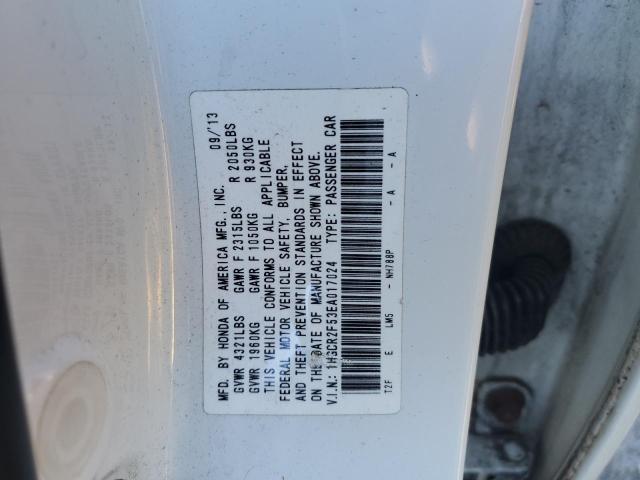 MFD. BY HONDA OF AMERICA MFG., INC. 09/'13
GVWR 4321LBS GAWR F 2315LBS R 2050LBS
GVWR 1960KG GAWR F 1050KG R 930KG
THIS VEHICLE CONFORMS TO ALL APPLICABLE
FEDERAL MOTOR VEHICLE SAFETY, BUMPER,
AND THEFT PREVENTION STANDARDS IN EFFECT
ON THE DATE OF MANUFACTURE SHOWN ABOVE.
V.I.N.: 1HGCR2F53EA017024 TYPE: PASSENGER CAR
T2F E LM5 - NH788P - A - A